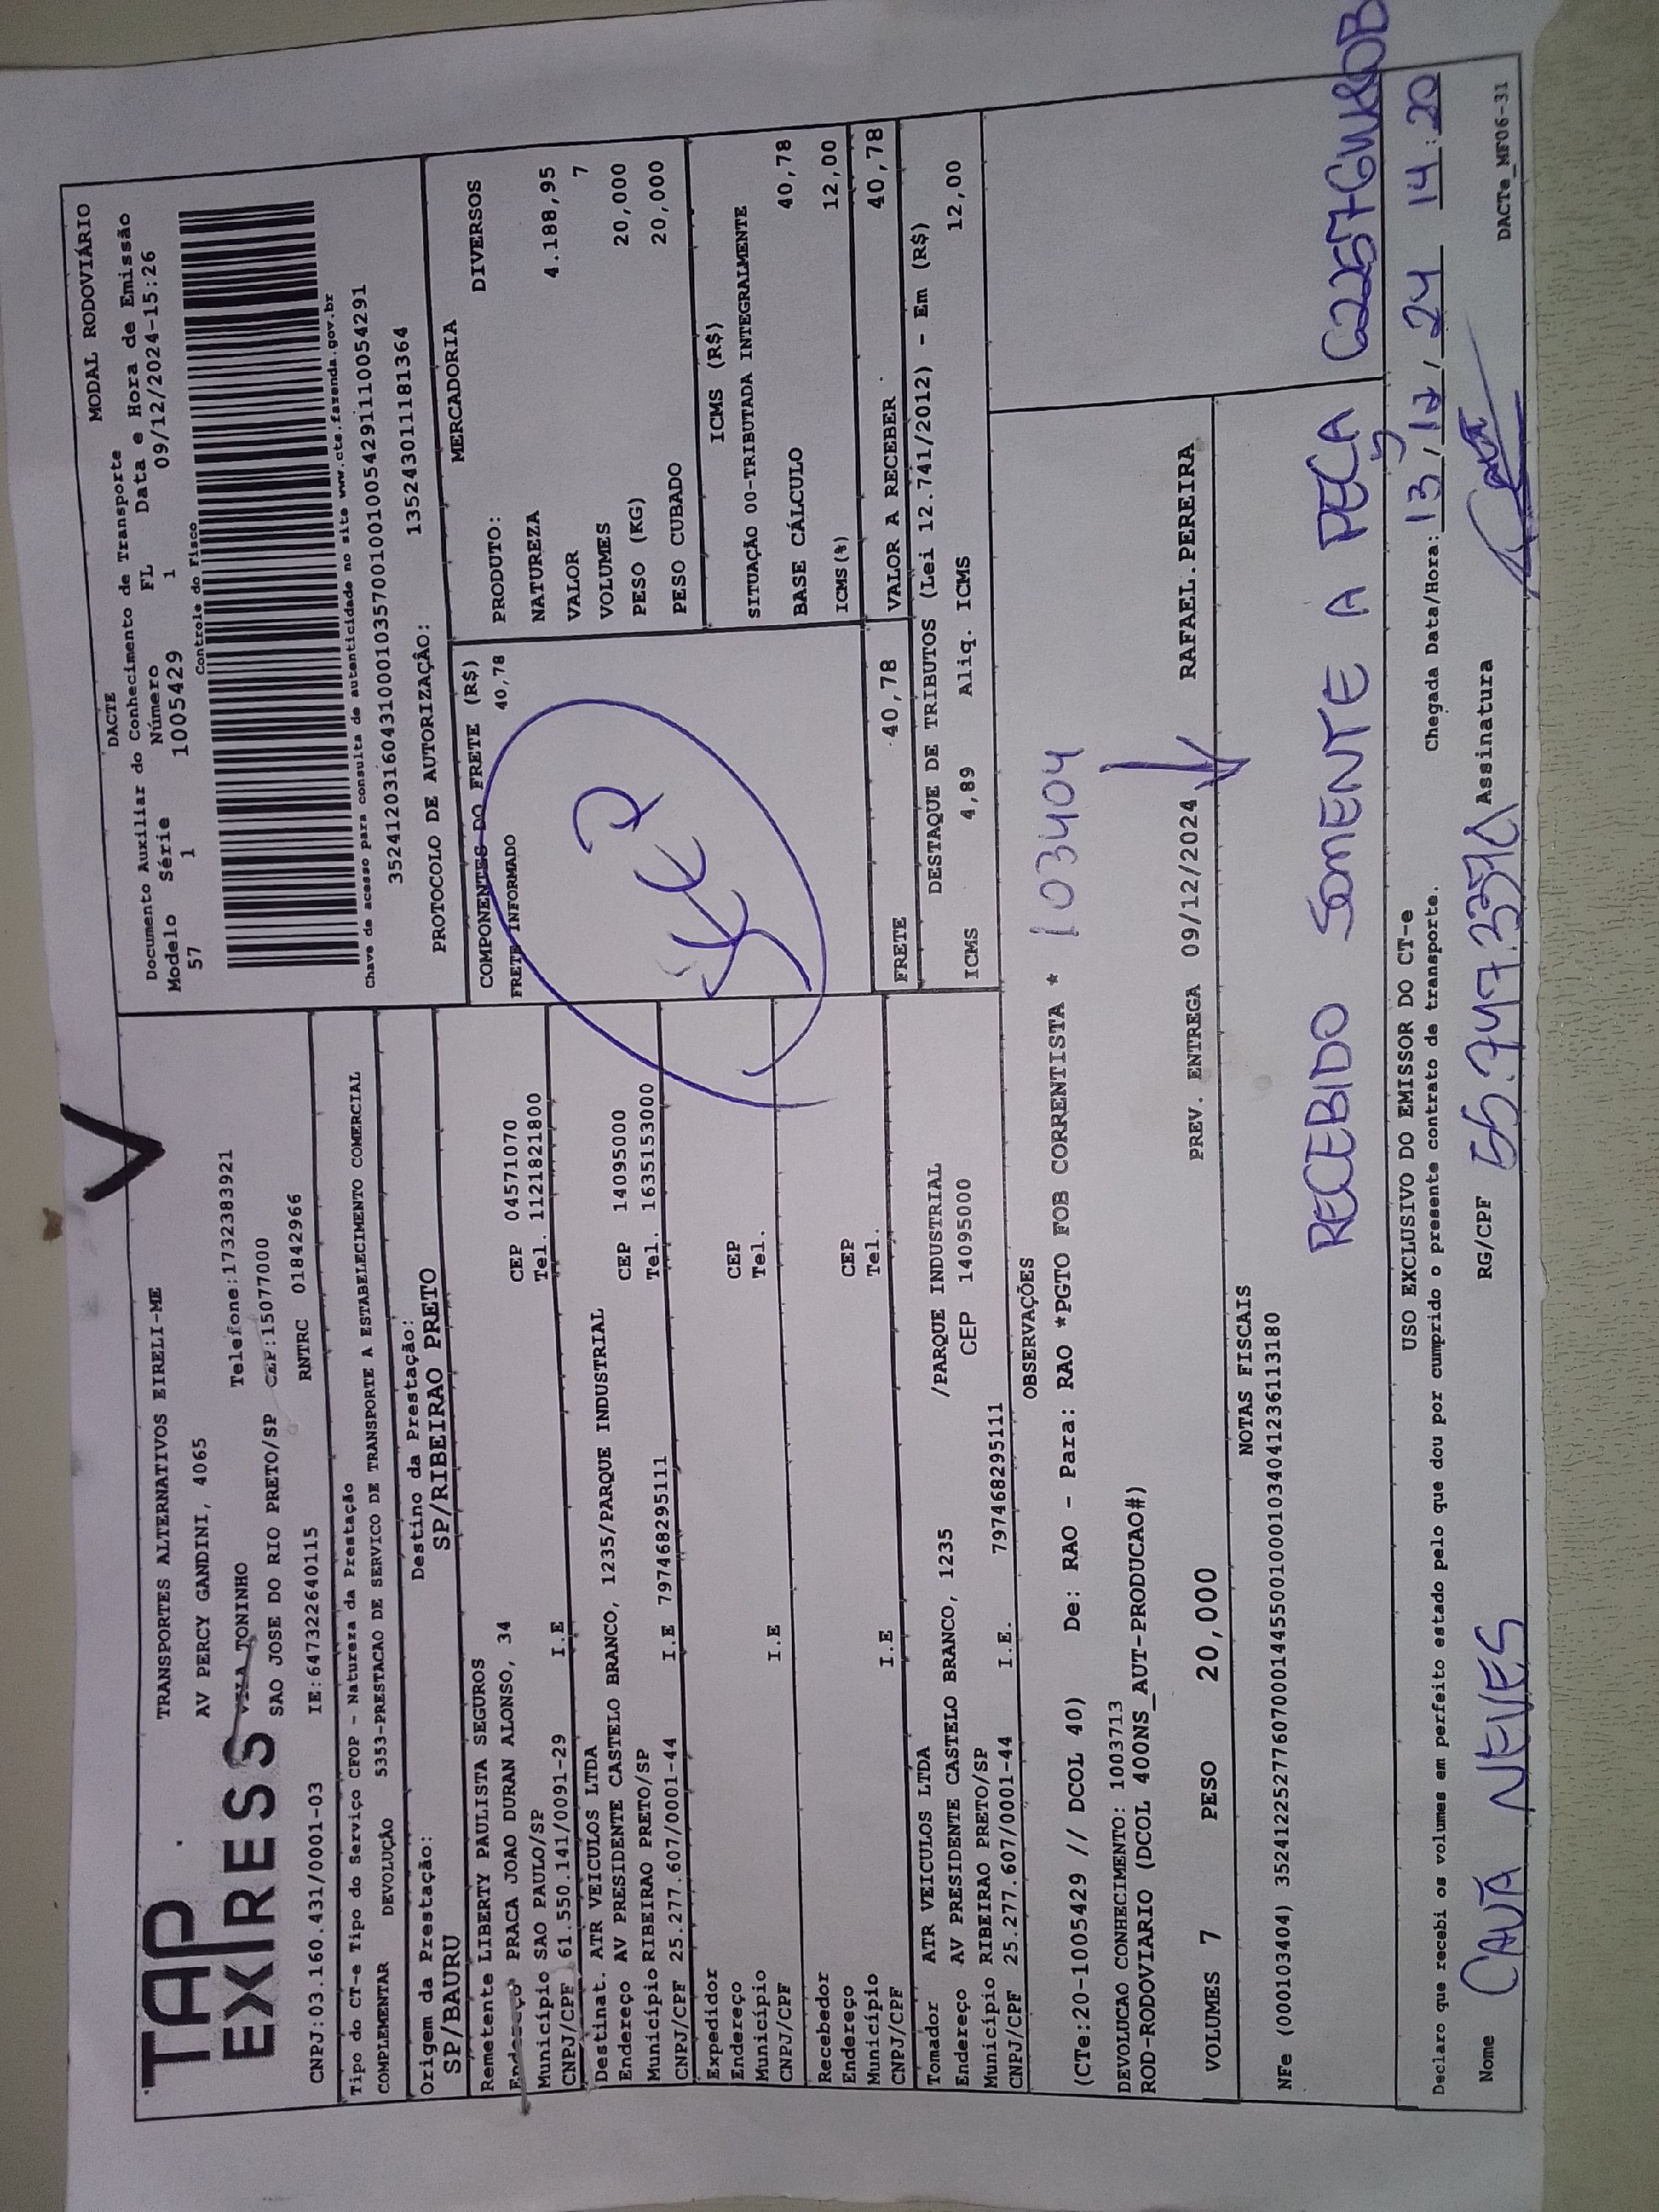 TAP
EXPRESS
TRANSPORTES ALTERNATIVOS EIRELI-ME
AV PERCY GANDINI, 4065
Telefone:1732383921
VILA TONINHO
SAO JOSE DO RIO PRETO/SP CEP:15077000
CNPJ:03.160.431/0001-03 IE:647322640115 RNTRC 01842966
DACTE MODAL RODOVIÁRIO
Documento Auxiliar do Conhecimento de Transporte
Modelo Série Número FL Data e Hora de Emissão
57 1 1005429 1 09/12/2024-15:26
Controle do Fisco
Chave de acesso para consulta de autenticidade no site www.cte.fazenda.gov.br
35241203160431000103570010010054291110054291
PROTOCOLO DE AUTORIZAÇÃO: 135243011181364
Tipo do CT-e Tipo do Serviço CFOP - Natureza da Prestação
COMPLEMENTAR DEVOLUÇÃO 5353-PRESTACAO DE SERVICO DE TRANSPORTE A ESTABELECIMENTO COMERCIAL
Origem da Prestação: Destino da Prestação:
SP/BAURU SP/RIBEIRAO PRETO
Remetente LIBERTY PAULISTA SEGUROS
Endereço PRACA JOAO DURAN ALONSO, 34 CEP 04571070
Município SAO PAULO/SP Tel. 1121821800
CNPJ/CPF 61.550.141/0091-29 I.E
Destinat. ATR VEICULOS LTDA
Endereço AV PRESIDENTE CASTELO BRANCO, 1235/PARQUE INDUSTRIAL CEP 14095000
Município RIBEIRAO PRETO/SP Tel. 1635153000
CNPJ/CPF 25.277.607/0001-44 I.E 797468295111
Expedidor
Endereço CEP
Município Tel.
CNPJ/CPF I.E
Recebedor
Endereço CEP
Município Tel.
CNPJ/CPF I.E
Tomador ATR VEICULOS LTDA
Endereço AV PRESIDENTE CASTELO BRANCO, 1235 /PARQUE INDUSTRIAL
Município RIBEIRAO PRETO/SP CEP 14095000
CNPJ/CPF 25.277.607/0001-44 I.E. 797468295111
COMPONENTES DO FRETE (R$)
FRETE INFORMADO 40,78
MERCADORIA
PRODUTO: DIVERSOS
NATUREZA
VALOR 4.188,95
VOLUMES 7
PESO (KG) 20,000
PESO CUBADO 20,000
ICMS (R$)
SITUAÇÃO 00-TRIBUTADA INTEGRALMENTE
BASE CÁLCULO 40,78
ICMS(%) 12,00
FRETE 40,78 VALOR A RECEBER 40,78
DESTAQUE DE TRIBUTOS (Lei 12.741/2012) - Em (R$)
ICMS 4,89 Aliq. ICMS 12,00
OBSERVAÇÕES
(CTe:20-1005429 // DCOL 40) De: RAO - Para: RAO *PGTO FOB CORRENTISTA * 103404
DEVOLUCAO CONHECIMENTO: 1003713
ROD-RODOVIARIO (DCOL 400NS_AUT-PRODUCAO#)
VOLUMES 7 PESO 20,000 PREV. ENTREGA 09/12/2024 RAFAEL.PEREIRA
NOTAS FISCAIS
NFe (000103404) 35241225277607000144550010001034041236113180
RECEBIDO SOMENTE A PEÇA
USO EXCLUSIVO DO EMISSOR DO CT-e
Declaro que recebi os volumes em perfeito estado pelo que dou por cumprido o presente contrato de transporte. Chegada Data/Hora: 13/12/24 14:20
Nome CAUÃ NEVES RG/CPF Assinatura
DACTe_MF06-31